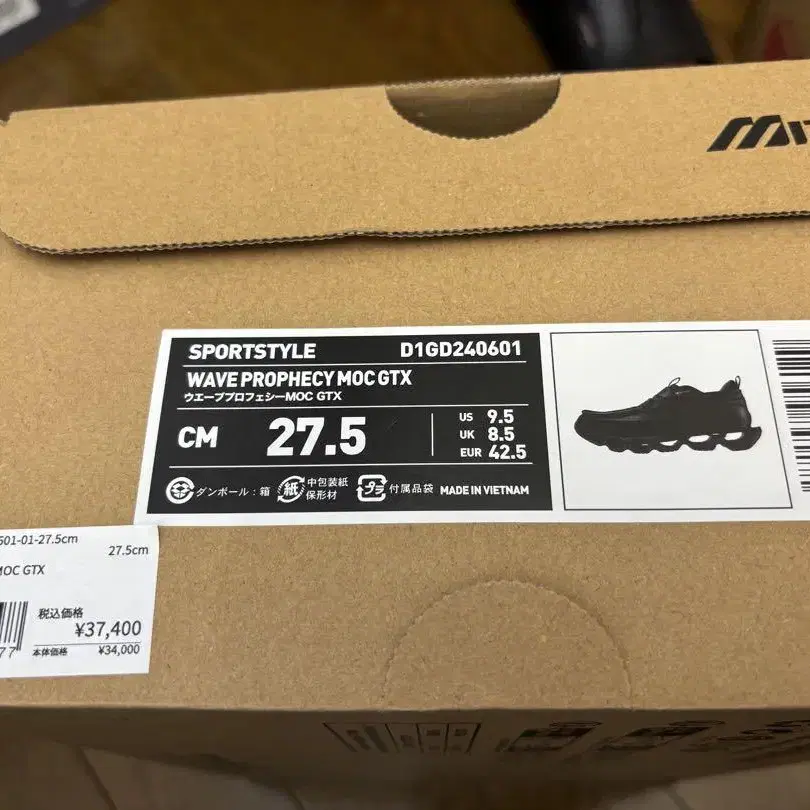 SPORTSTYLE D1GD240601
WAVE PROPHECY MOC GTX
ウエーブプロフェシーMOC GTX
CM 27.5
US 9.5
UK 8.5
EUR 42.5
ダンボール:箱
紙
中包装紙
保形材
プラ
付属品袋
MADE IN VIETNAM
601-01-27.5cm
27.5cm
MOC GTX
税込価格
¥37,400
本体価格 ¥34,000